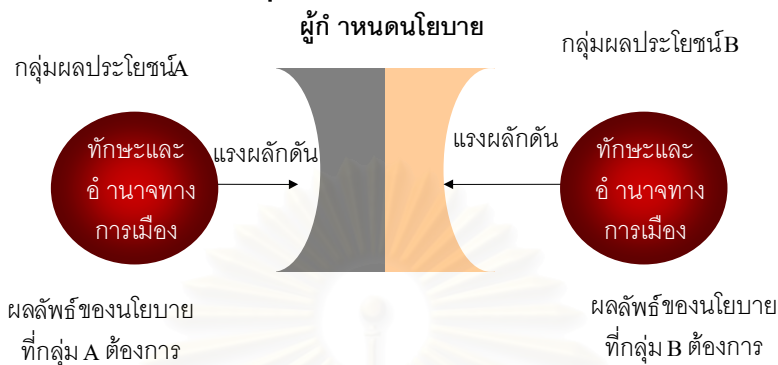 ผู้กำหนดนโยบาย
กลุ่มผลประโยชน์A
กลุ่มผลประโยชน์B
ทักษะและ
อำนาจทาง
การเมือง
แรงผลักดัน
แรงผลักดัน
ทักษะและ
อำนาจทาง
การเมือง
ผลลัพธ์ของนโยบาย
ที่กลุ่ม A ต้องการ
ผลลัพธ์ของนโยบาย
ที่กลุ่ม B ต้องการ